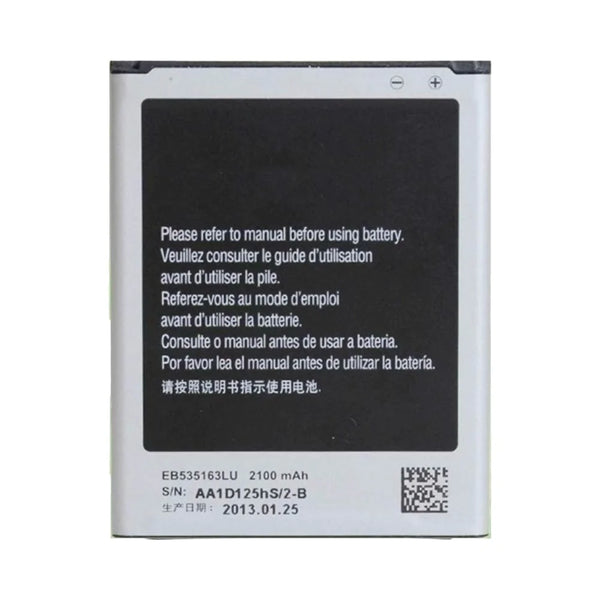 − +
Please refer to manual before using battery.
Veuillez consulter le guide d'utilisation
avant d'utiliser la pile.
Referez-vous au mode d'emploi
avant d'utiliser la batterie.
Consulte o manual antes de usar a bateria.
Por favor lea el manual antes de utilizar la batería.
请按照说明书指示使用电池.
EB535163LU 2100 mAh
S/N: AA1D125hS/2-B
生产日期: 2013.01.25